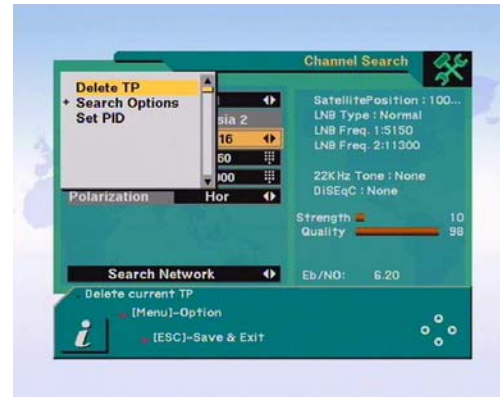 Channel Search
Delete TP
Search Options
Set PID
sia 2
16
60
000
Polarization Hor
Search Network
SatellitePosition : 100...
LNB Type : Normal
LNB Freq. 1:5150
LNB Freq. 2:11300
22KHz Tone : None
DiSEqC : None
Strength 10
Quality 98
Eb/NO: 6.20
Delete current TP
[Menu]-Option
[ESC]-Save & Exit